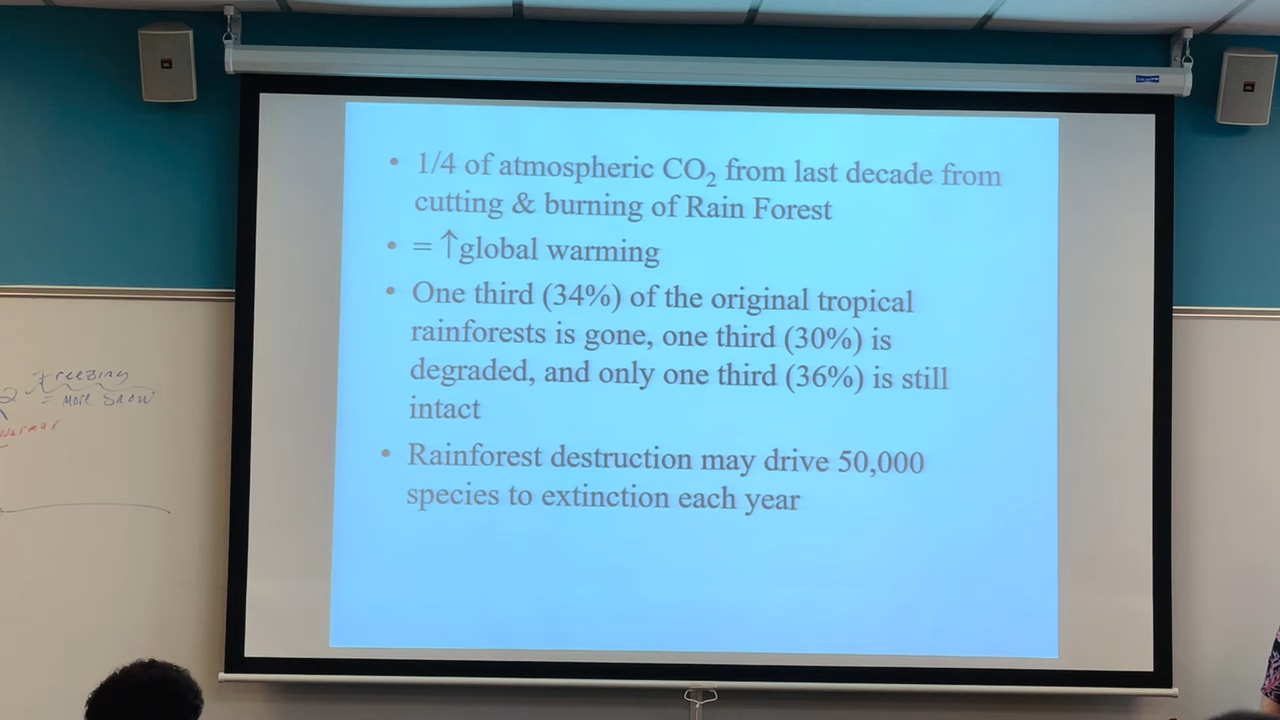 • 1/4 of atmospheric CO₂ from last decade from
cutting & burning of Rain Forest
• = ↑global warming
• One third (34%) of the original tropical
rainforests is gone, one third (30%) is
degraded, and only one third (36%) is still
intact
• Rainforest destruction may drive 50,000
species to extinction each year
Freezing
= more snow
warmer